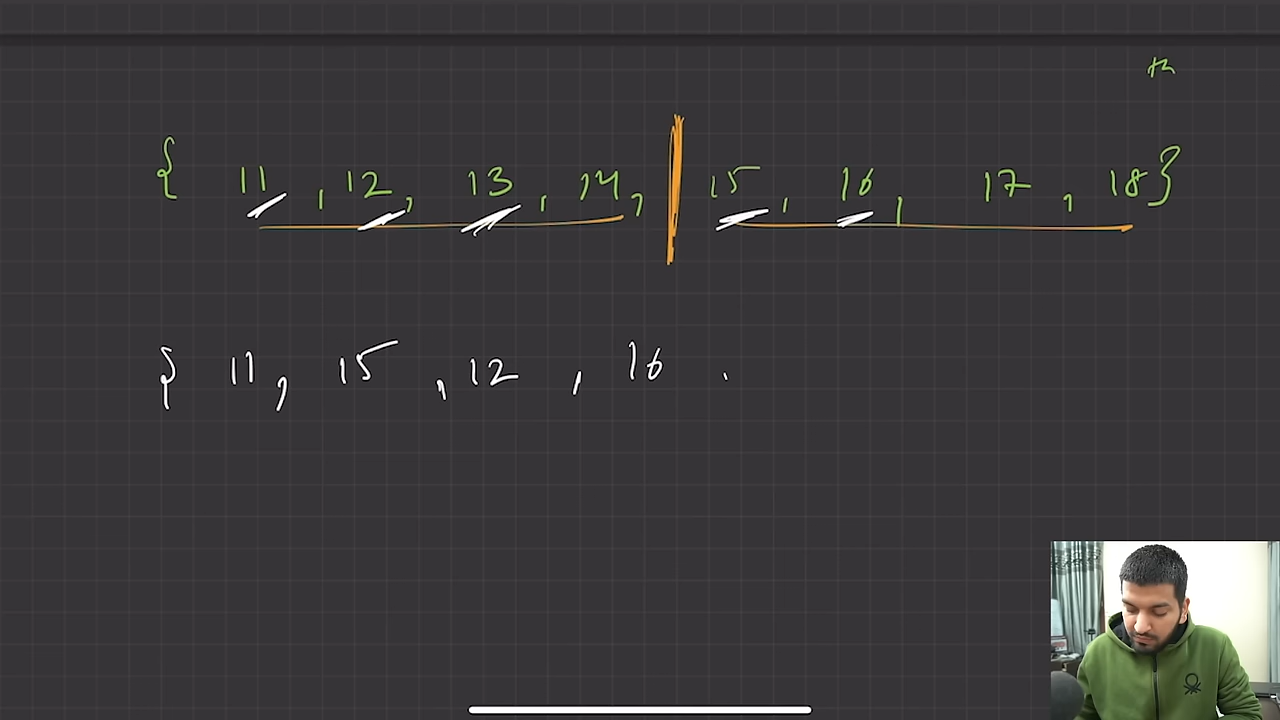 { 11 , 12, 13 , 14, | 15 , 16 , 17 , 18 }
{ 11, 15 , 12 , 16 .